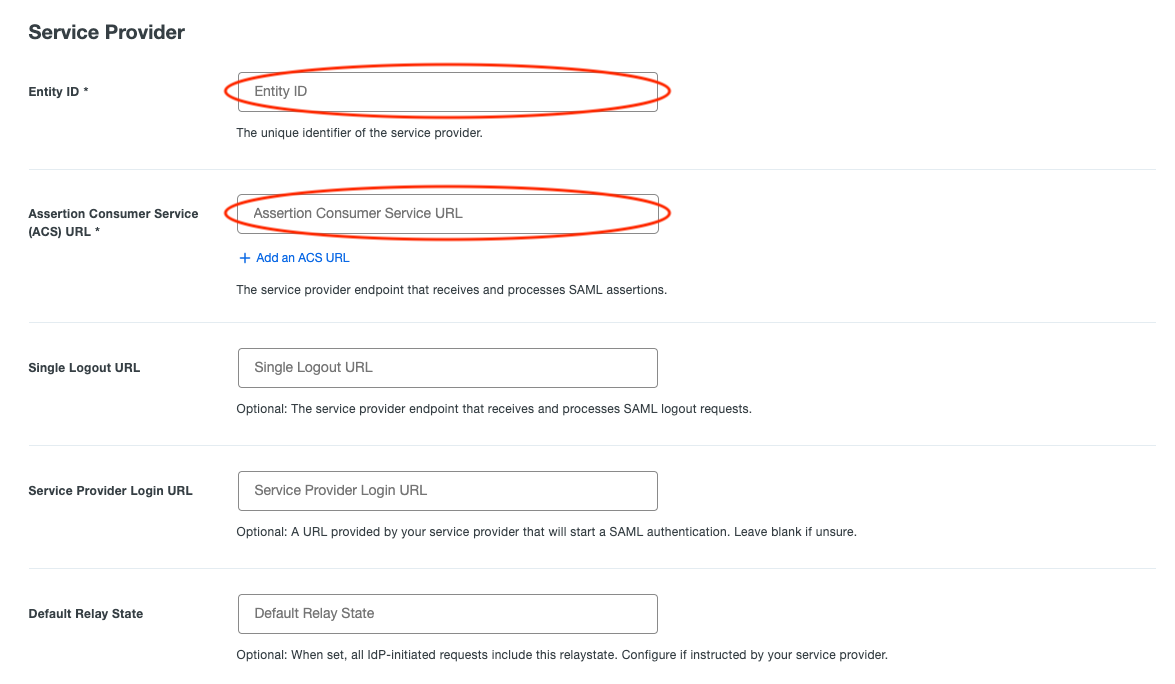 Service Provider
Entity ID *
Entity ID
The unique identifier of the service provider.
Assertion Consumer Service
(ACS) URL *
Assertion Consumer Service URL
+ Add an ACS URL
The service provider endpoint that receives and processes SAML assertions.
Single Logout URL
Single Logout URL
Optional: The service provider endpoint that receives and processes SAML logout requests.
Service Provider Login URL
Service Provider Login URL
Optional: A URL provided by your service provider that will start a SAML authentication. Leave blank if unsure.
Default Relay State
Default Relay State
Optional: When set, all IdP-initiated requests include this relaystate. Configure if instructed by your service provider.